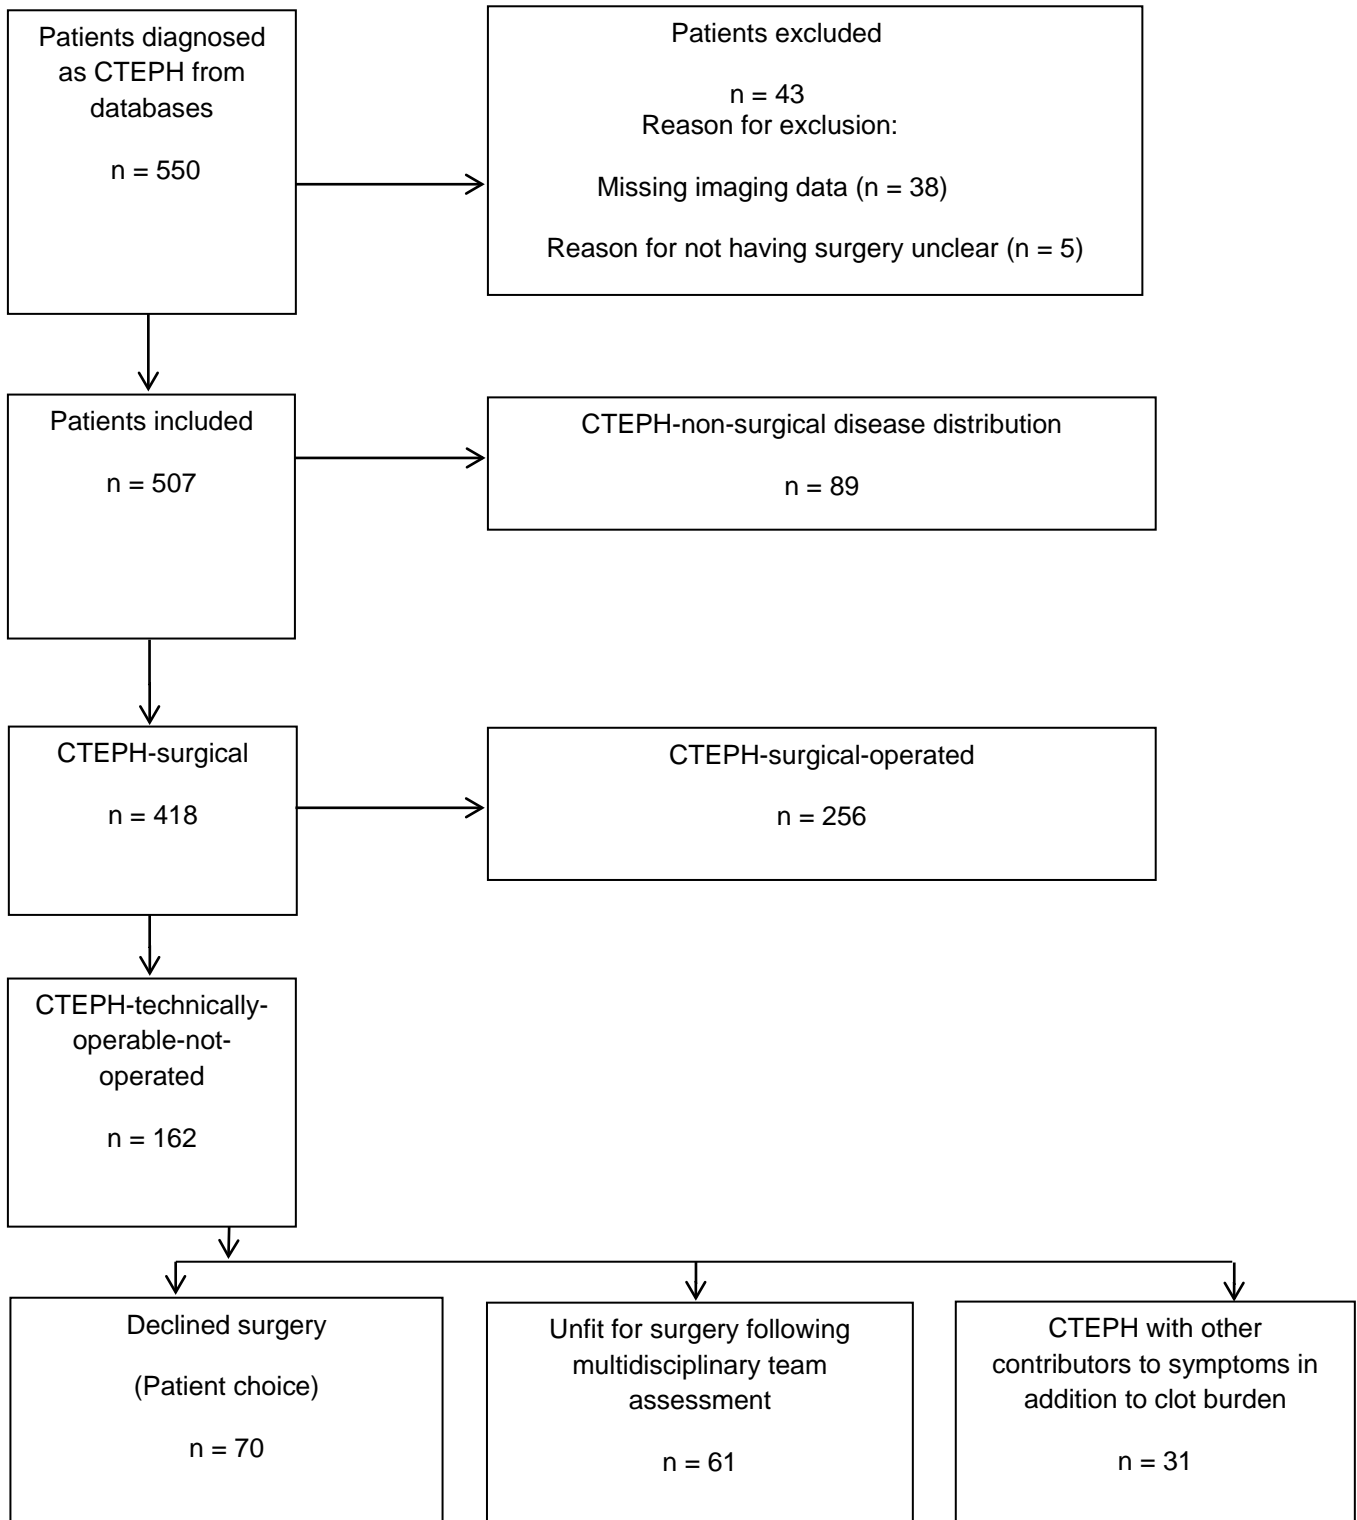 Patients diagnosed
as CTEPH from
databases
n = 550
Patients excluded
n = 43
Reason for exclusion:
Missing imaging data (n = 38)
Reason for not having surgery unclear (n = 5)
Patients included
n = 507
CTEPH-non-surgical disease distribution
n = 89
CTEPH-surgical
n = 418
CTEPH-surgical-operated
n = 256
CTEPH-technically-
operable-not-
operated
n = 162
Declined surgery
(Patient choice)
n = 70
Unfit for surgery following
multidisciplinary team
assessment
n = 61
CTEPH with other
contributors to symptoms in
addition to clot burden
n = 31